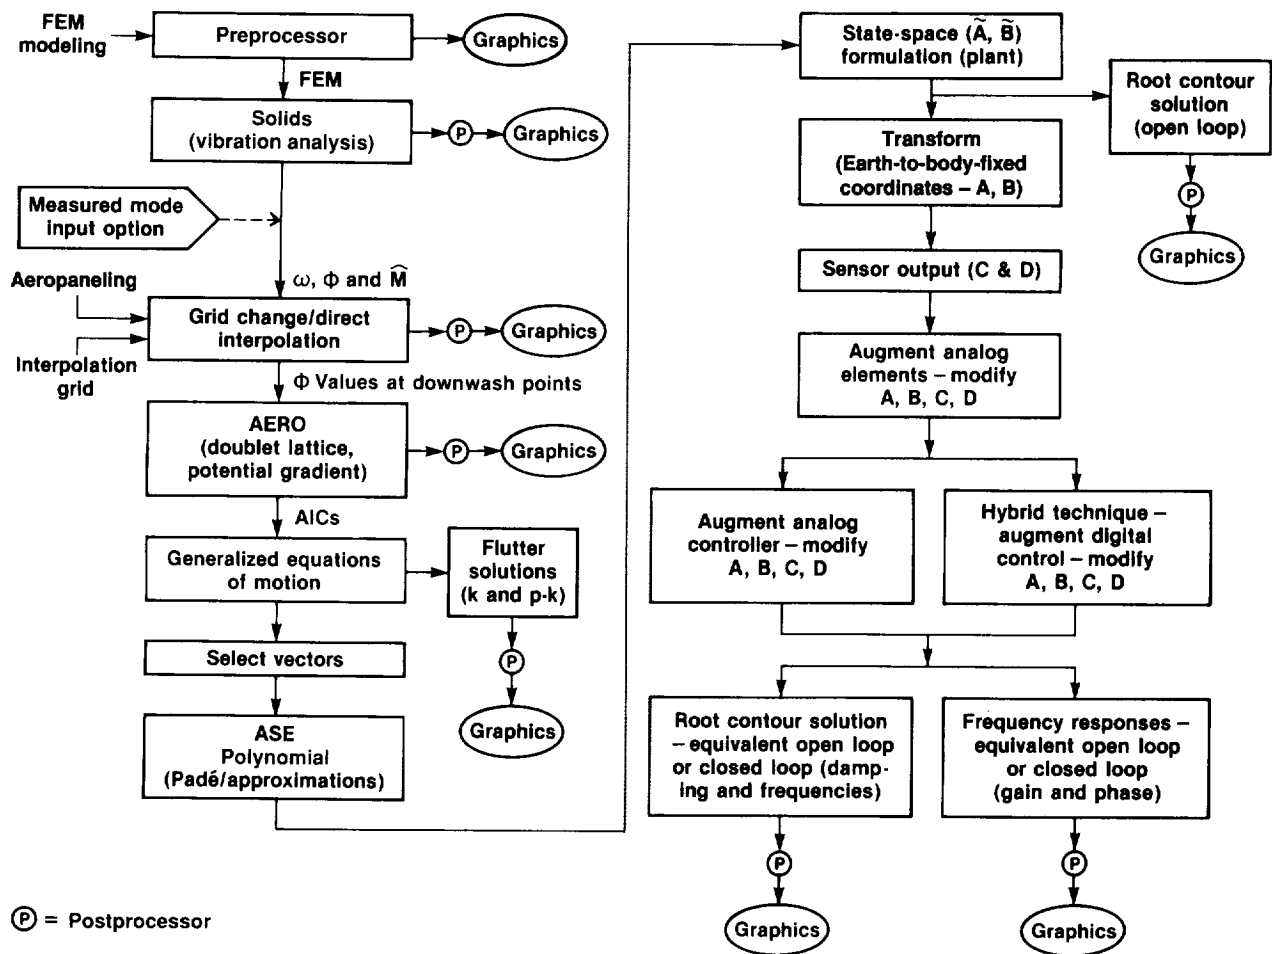 FEM
modeling
Preprocessor
Graphics
FEM
Solids
(vibration analysis)
P
Graphics
Measured mode
input option
ω, Φ and M̂
Aeropaneling
Grid change/direct
interpolation
P
Graphics
Interpolation
grid
Φ Values at downwash points
AERO
(doublet lattice,
potential gradient)
P
Graphics
AICs
Generalized equations
of motion
Flutter
solutions
(k and p-k)
P
Graphics
Select vectors
ASE
Polynomial
(Padé/approximations)
State-space (Ã, B̃)
formulation (plant)
Root contour
solution
(open loop)
P
Graphics
Transform
(Earth-to-body-fixed
coordinates – A, B)
Sensor output (C & D)
Augment analog
elements – modify
A, B, C, D
Augment analog
controller – modify
A, B, C, D
Hybrid technique –
augment digital
control – modify
A, B, C, D
Root contour solution
– equivalent open loop
or closed loop (damp-
ing and frequencies)
P
Graphics
Frequency responses –
equivalent open loop
or closed loop
(gain and phase)
P
Graphics
P = Postprocessor